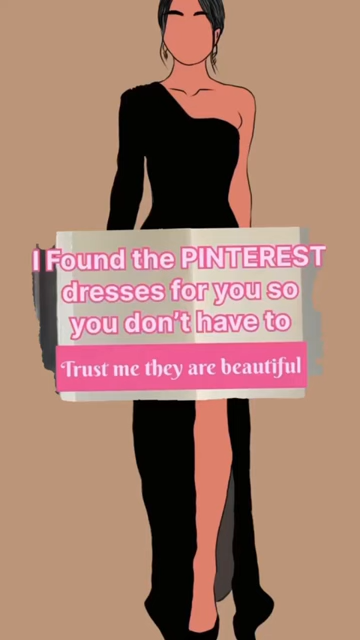 I Found the PINTEREST
dresses for you so
you don't have to
Trust me they are beautiful